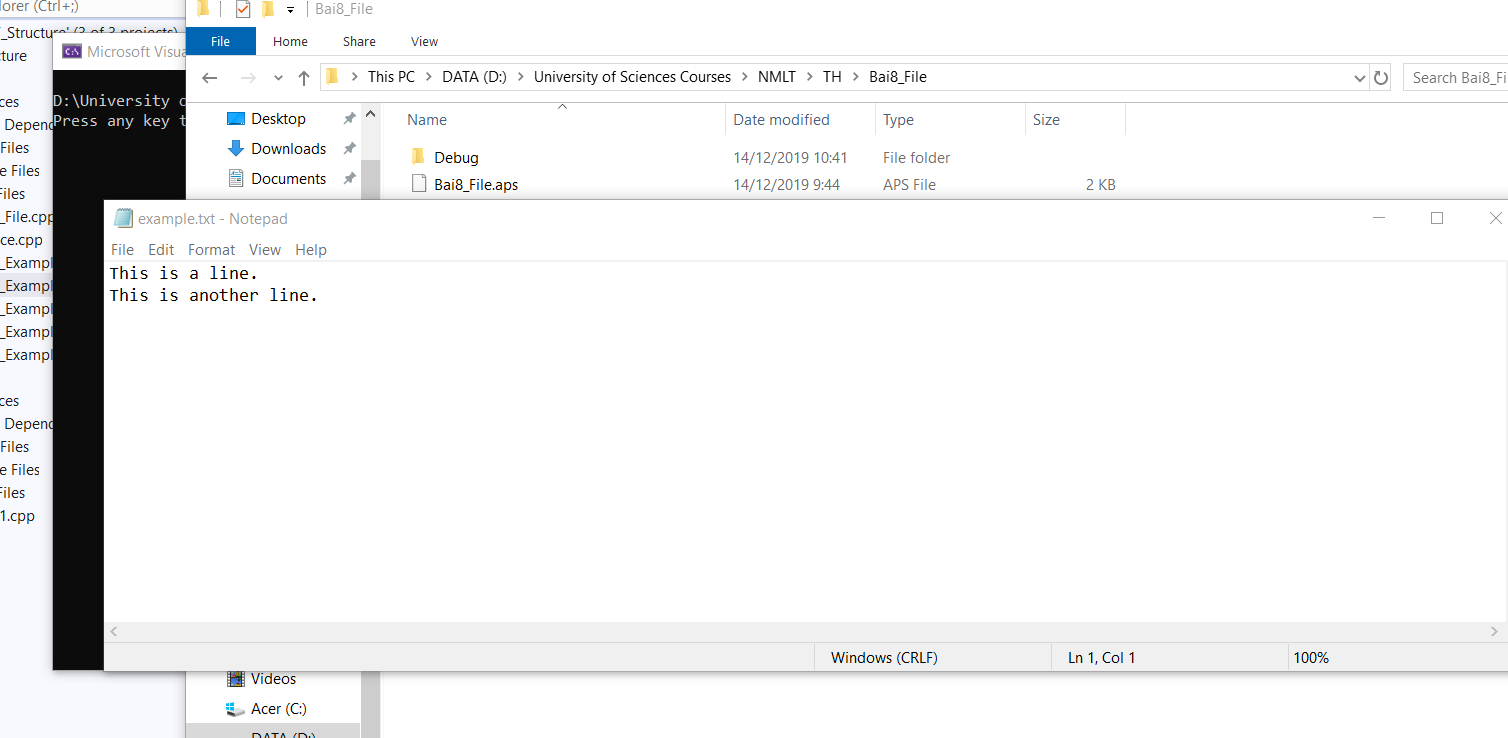 lorer (Ctrl+;)
_Structure' (3 of 3 projects)
cture
ces
Depend
Files
e Files
Files
_File.cpp
ce.cpp
_Exampl
_Exampl
_Exampl
_Exampl
_Exampl
ces
Depend
Files
e Files
Files
1.cpp
Microsoft Visua
D:\University o
Press any key t
Bai8_File
File Home Share View
This PC > DATA (D:) > University of Sciences Courses > NMLT > TH > Bai8_File
Search Bai8_Fi
Desktop
Downloads
Documents
Name Date modified Type Size
Debug 14/12/2019 10:41 File folder
Bai8_File.aps 14/12/2019 9:44 APS File 2 KB
example.txt - Notepad
File Edit Format View Help
This is a line.
This is another line.
Windows (CRLF) Ln 1, Col 1 100%
Videos
Acer (C:)
DATA (D:)